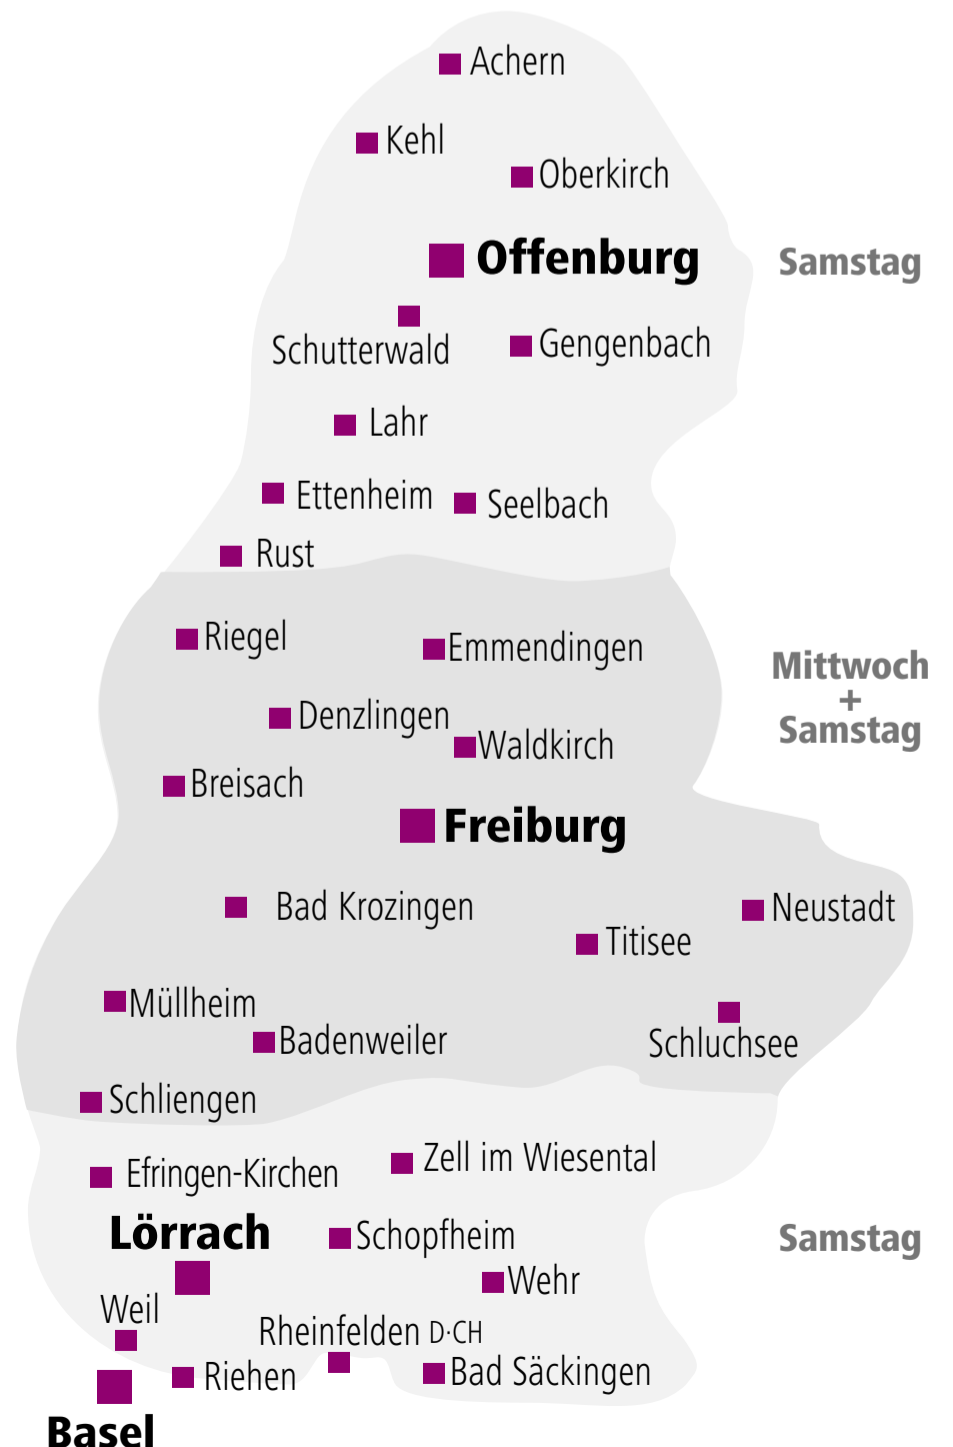 Achern
Kehl
Oberkirch
Offenburg
Samstag
Schutterwald
Gengenbach
Lahr
Ettenheim
Seelbach
Rust
Riegel
Emmendingen
Mittwoch
+
Samstag
Denzlingen
Waldkirch
Breisach
Freiburg
Bad Krozingen
Neustadt
Titisee
Müllheim
Badenweiler
Schluchsee
Schliengen
Efringen-Kirchen
Zell im Wiesental
Lörrach
Schopfheim
Samstag
Wehr
Weil
Rheinfelden D·CH
Riehen
Bad Säckingen
Basel